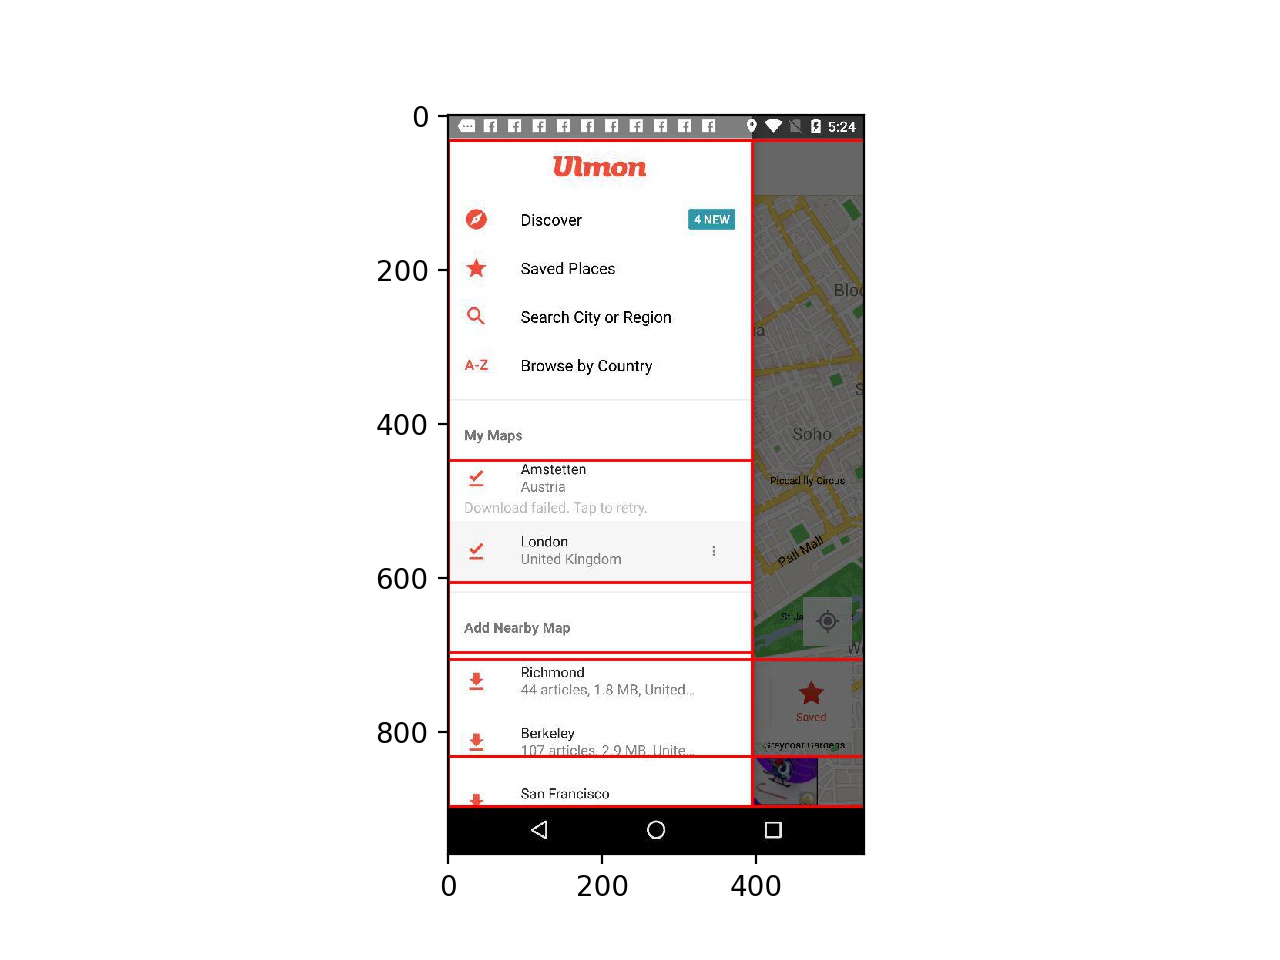 0
200
400
600
800
0
200
400
5:24
Ulmon
Discover
4 NEW
Saved Places
Search City or Region
A-Z
Browse by Country
My Maps
Amstetten
Austria
Download failed. Tap to retry.
London
United Kingdom
Add Nearby Map
Richmond
44 articles, 1.8 MB, United...
Berkeley
107 articles, 2.9 MB, Unite...
San Francisco
Soho
Piccadilly Circus
Pall Mall
Saved
Greycoat Gardens